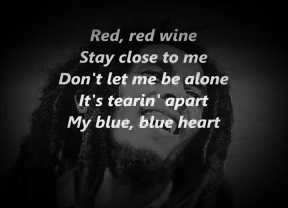 Red, red wine
Stay close to me
Don't let me be alone
It's tearin' apart
My blue, blue heart